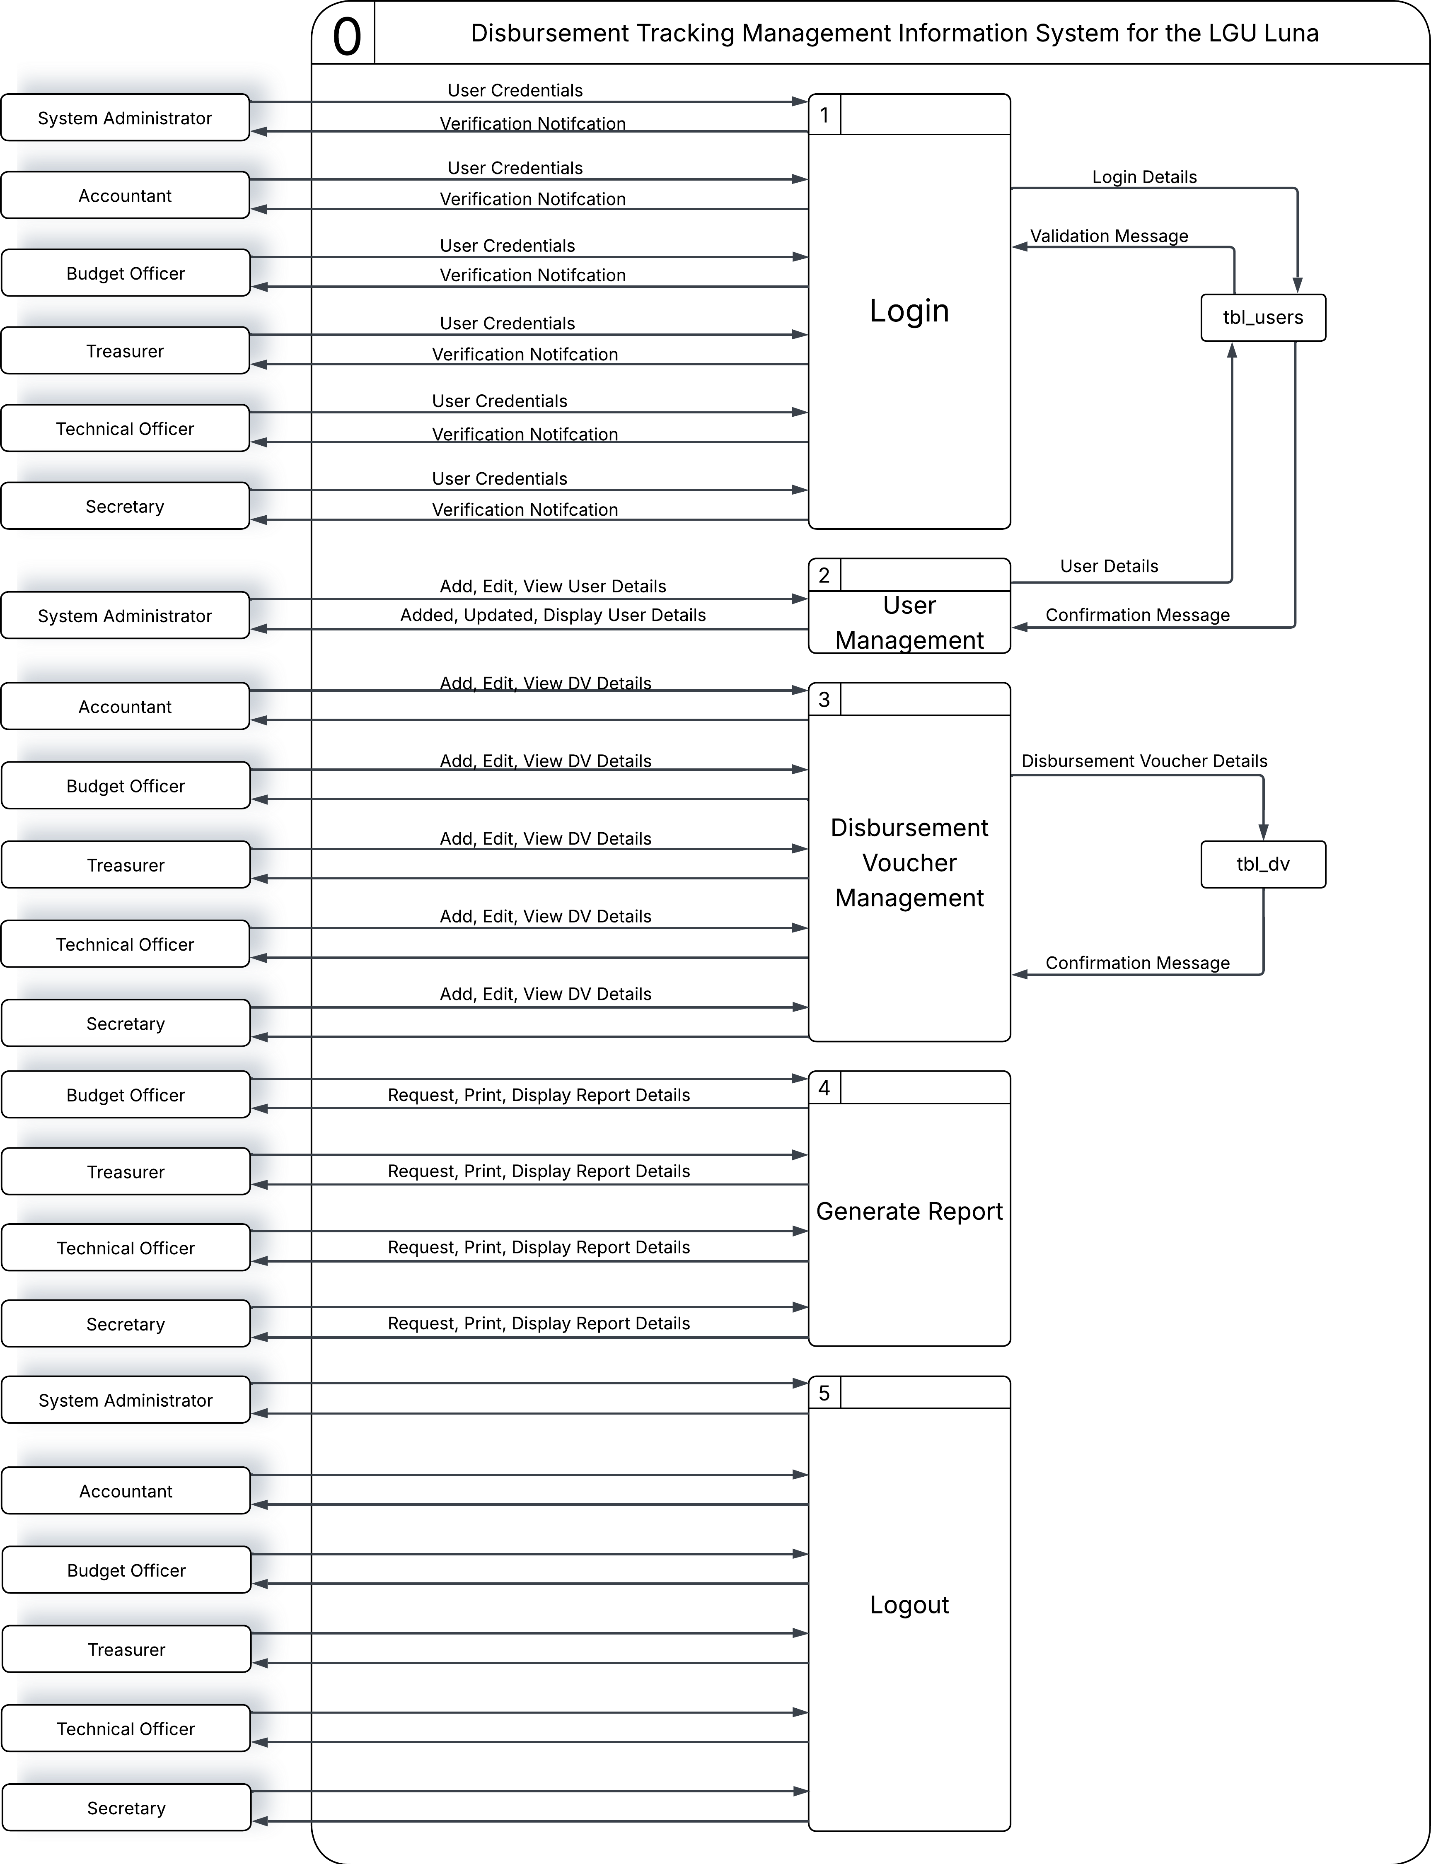 0
Disbursement Tracking Management Information System for the LGU Luna
System Administrator
User Credentials
Verification Notifcation
1
Accountant
User Credentials
Verification Notifcation
Login Details
Budget Officer
User Credentials
Verification Notifcation
Validation Message
Login
tbl_users
Treasurer
User Credentials
Verification Notifcation
Technical Officer
User Credentials
Verification Notifcation
Secretary
User Credentials
Verification Notifcation
System Administrator
Add, Edit, View User Details
Added, Updated, Display User Details
2
User
Management
User Details
Confirmation Message
Accountant
Add, Edit, View DV Details
3
Budget Officer
Add, Edit, View DV Details
Disbursement Voucher Details
Disbursement
Voucher
Management
Treasurer
Add, Edit, View DV Details
tbl_dv
Technical Officer
Add, Edit, View DV Details
Confirmation Message
Secretary
Add, Edit, View DV Details
Budget Officer
Request, Print, Display Report Details
4
Treasurer
Request, Print, Display Report Details
Generate Report
Technical Officer
Request, Print, Display Report Details
Secretary
Request, Print, Display Report Details
System Administrator
5
Accountant
Budget Officer
Logout
Treasurer
Technical Officer
Secretary